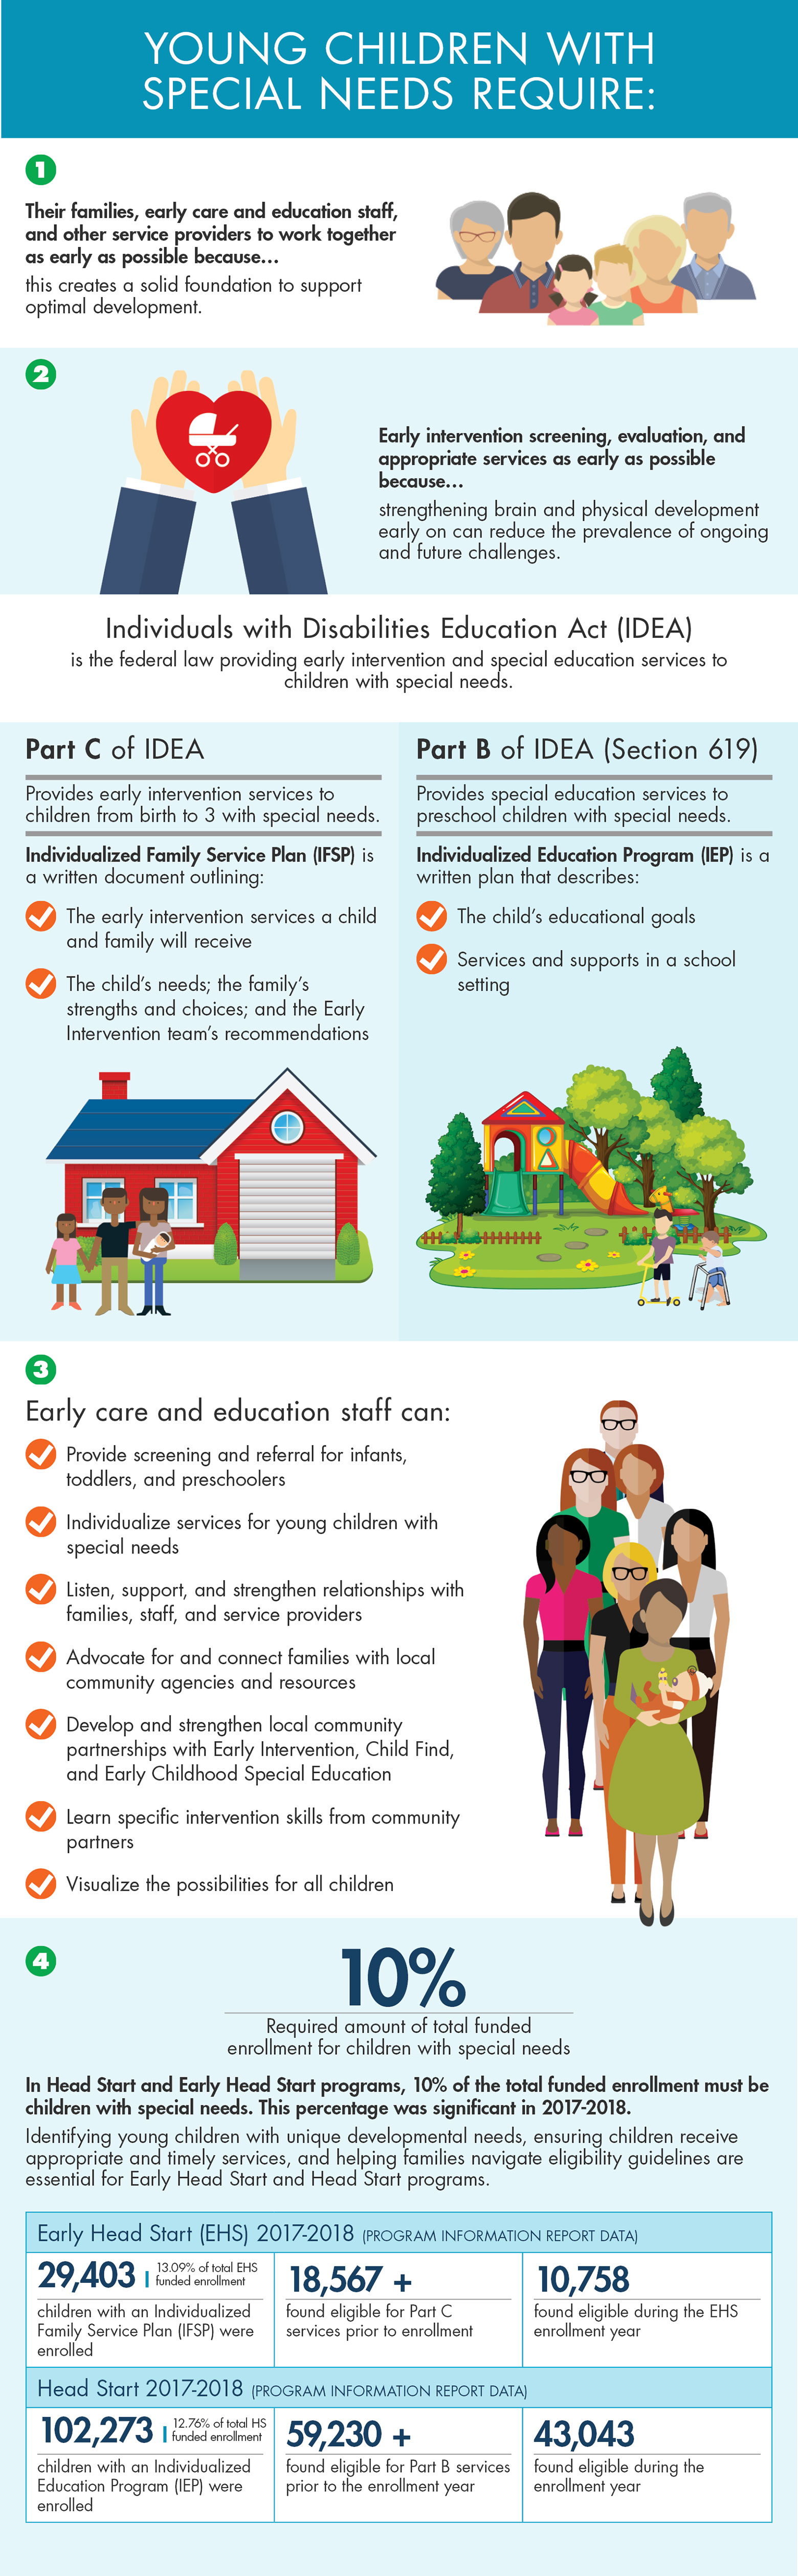 YOUNG CHILDREN WITH
SPECIAL NEEDS REQUIRE:
1
Their families, early care and education staff,
and other service providers to work together
as early as possible because...
this creates a solid foundation to support
optimal development.
2
Early intervention screening, evaluation, and
appropriate services as early as possible
because...
strengthening brain and physical development
early on can reduce the prevalence of ongoing
and future challenges.
Individuals with Disabilities Education Act (IDEA)
is the federal law providing early intervention and special education services to
children with special needs.
Part C of IDEA
Provides early intervention services to
children from birth to 3 with special needs.
Individualized Family Service Plan (IFSP) is
a written document outlining:
The early intervention services a child
and family will receive
The child's needs; the family's
strengths and choices; and the Early
Intervention team's recommendations
Part B of IDEA (Section 619)
Provides special education services to
preschool children with special needs.
Individualized Education Program (IEP) is a
written plan that describes:
The child's educational goals
Services and supports in a school
setting
3
Early care and education staff can:
Provide screening and referral for infants,
toddlers, and preschoolers
Individualize services for young children with
special needs
Listen, support, and strengthen relationships with
families, staff, and service providers
Advocate for and connect families with local
community agencies and resources
Develop and strengthen local community
partnerships with Early Intervention, Child Find,
and Early Childhood Special Education
Learn specific intervention skills from community
partners
Visualize the possibilities for all children
4
10%
Required amount of total funded
enrollment for children with special needs
In Head Start and Early Head Start programs, 10% of the total funded enrollment must be
children with special needs. This percentage was significant in 2017-2018.
Identifying young children with unique developmental needs, ensuring children receive
appropriate and timely services, and helping families navigate eligibility guidelines are
essential for Early Head Start and Head Start programs.
Early Head Start (EHS) 2017-2018 (PROGRAM INFORMATION REPORT DATA)
29,403 | 13.09% of total EHS
funded enrollment
children with an Individualized
Family Service Plan (IFSP) were
enrolled
18,567 +
found eligible for Part C
services prior to enrollment
10,758
found eligible during the EHS
enrollment year
Head Start 2017-2018 (PROGRAM INFORMATION REPORT DATA)
102,273 | 12.76% of total HS
funded enrollment
children with an Individualized
Education Program (IEP) were
enrolled
59,230 +
found eligible for Part B services
prior to the enrollment year
43,043
found eligible during the
enrollment year